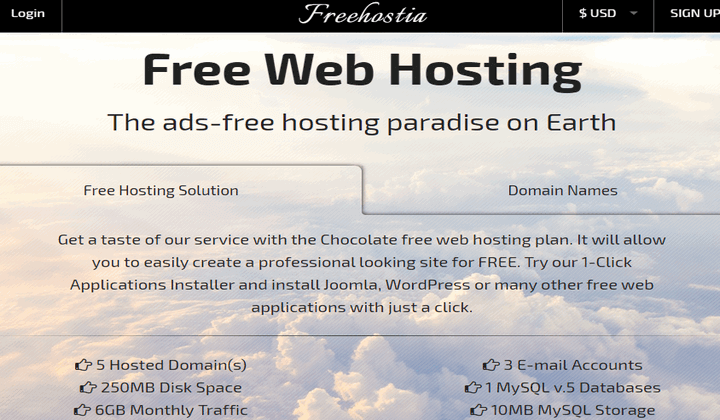 Login
Freehostia
$ USD
SIGN UP
Free Web Hosting
The ads-free hosting paradise on Earth
Free Hosting Solution
Domain Names
Get a taste of our service with the Chocolate free web hosting plan. It will allow
you to easily create a professional looking site for FREE. Try our 1-Click
Applications Installer and install Joomla, WordPress or many other free web
applications with just a click.
5 Hosted Domain(s)
3 E-mail Accounts
250MB Disk Space
1 MySQL v.5 Databases
6GB Monthly Traffic
10MB MySQL Storage